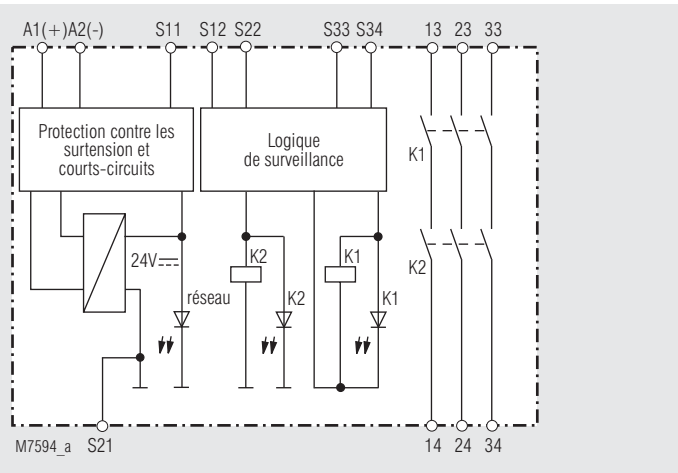 A1(+) A2(-) S11 S12 S22 S33 S34 13 23 33
Protection contre les
surtension et
courts-circuits
Logique
de surveillance
K1
24V
K2
K1
K2
réseau
K2
K1
M7594_a S21 14 24 34